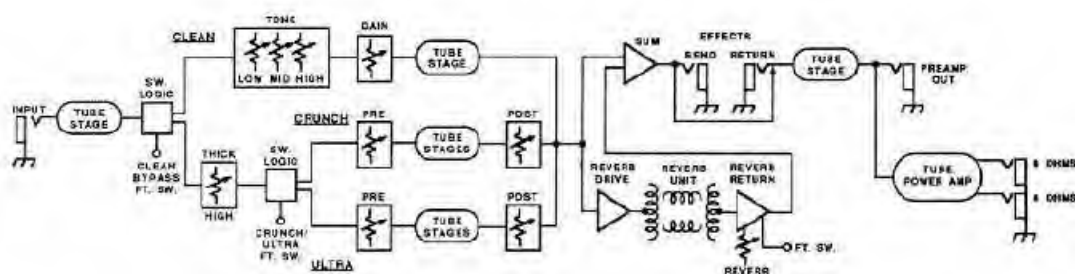 TONE
CLEAN
GAIN
LOW MID HIGH
TUBE
STAGE
INPUT
TUBE
STAGE
SW.
LOGIC
CLEAN
BYPASS
FT. SW.
THICK
HIGH
SW.
LOGIC
CRUNCH/
ULTRA
FT. SW.
CRUNCH
PRE
TUBE
STAGES
POST
PRE
TUBE
STAGES
POST
ULTRA
SUM
EFFECTS
SEND RETURN
TUBE
STAGE
PREAMP
OUT
REVERB
DRIVE
REVERB
UNIT
REVERB
RETURN
FT. SW.
REVERB
TUBE
POWER AMP
OHMS
OHMS